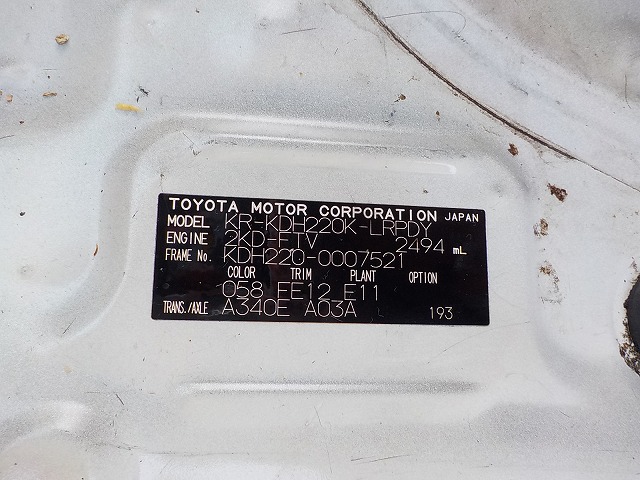 TOYOTA MOTOR CORPORATION JAPAN
MODEL KR-KDH220K-LRPDY
ENGINE 2KD-FTV 2494 mL
FRAME No. KDH220-0007521
COLOR TRIM PLANT OPTION
058 FE12 E11
TRANS./AXLE A340E A03A 193